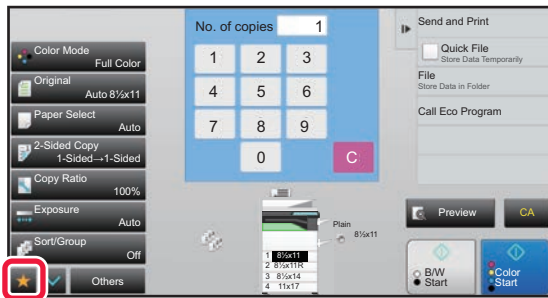 Color Mode
Full Color
Original
Auto 8½x11
Paper Select
Auto
2-Sided Copy
1-Sided→1-Sided
Copy Ratio
100%
Exposure
Auto
Sort/Group
Off
Others
No. of copies 1
1 2 3
4 5 6
7 8 9
0 C
Plain
8½x11
1 8½x11
2 8½x11R
3 8½x14
4 11x17
Send and Print
Quick File
Store Data Temporarily
File
Store Data in Folder
Call Eco Program
Preview
CA
B/W
Start
Color
Start